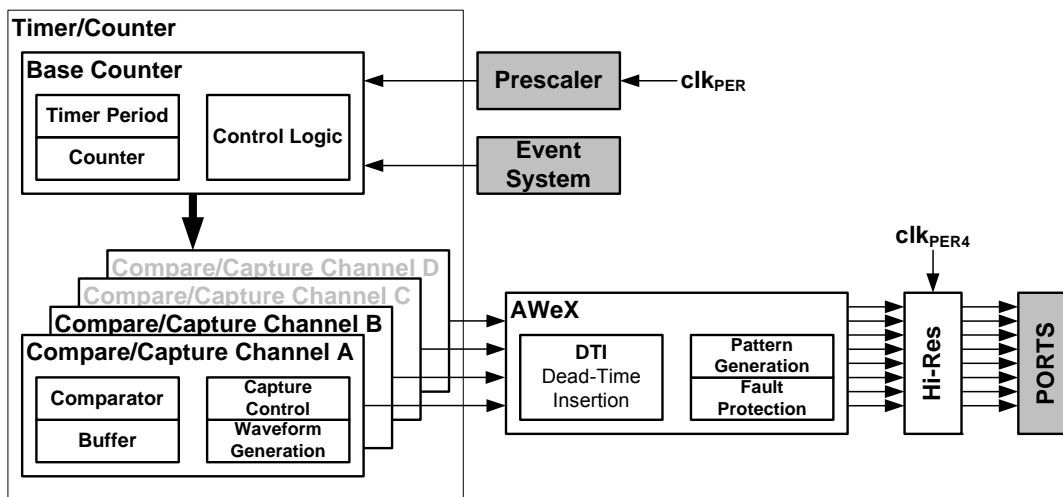 Timer/Counter
Base Counter
Timer Period
Counter
Control Logic
Prescaler
clkPER
Event
System
Compare/Capture Channel D
Compare/Capture Channel C
Compare/Capture Channel B
Compare/Capture Channel A
Comparator
Buffer
Capture
Control
Waveform
Generation
AWeX
DTI
Dead-Time
Insertion
Pattern
Generation
Fault
Protection
clkPER4
Hi-Res
PORTS